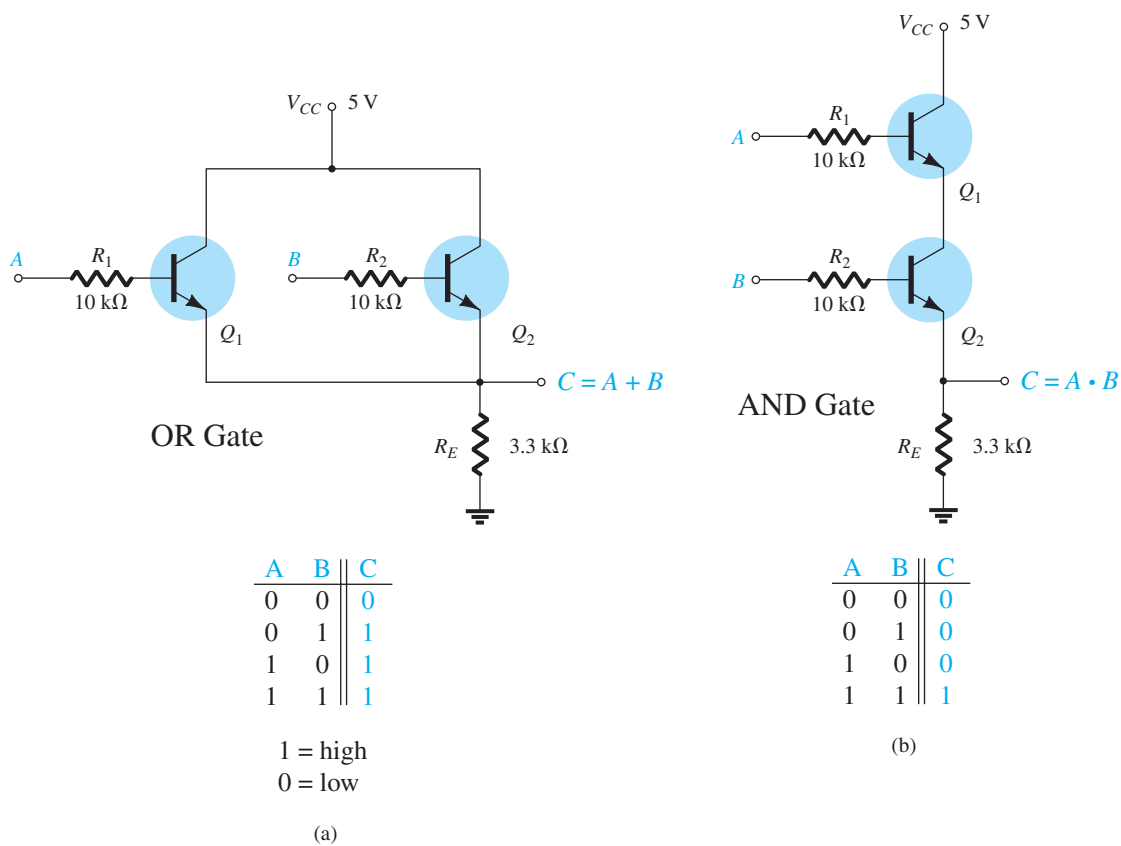 V_CC 5 V
A
R_1
10 kΩ
Q_1
B
R_2
10 kΩ
Q_2
C = A + B
OR Gate
R_E
3.3 kΩ
A B C
0 0 0
0 1 1
1 0 1
1 1 1
1 = high
0 = low
(a)
V_CC 5 V
A
R_1
10 kΩ
Q_1
B
R_2
10 kΩ
Q_2
C = A • B
AND Gate
R_E
3.3 kΩ
A B C
0 0 0
0 1 0
1 0 0
1 1 1
(b)